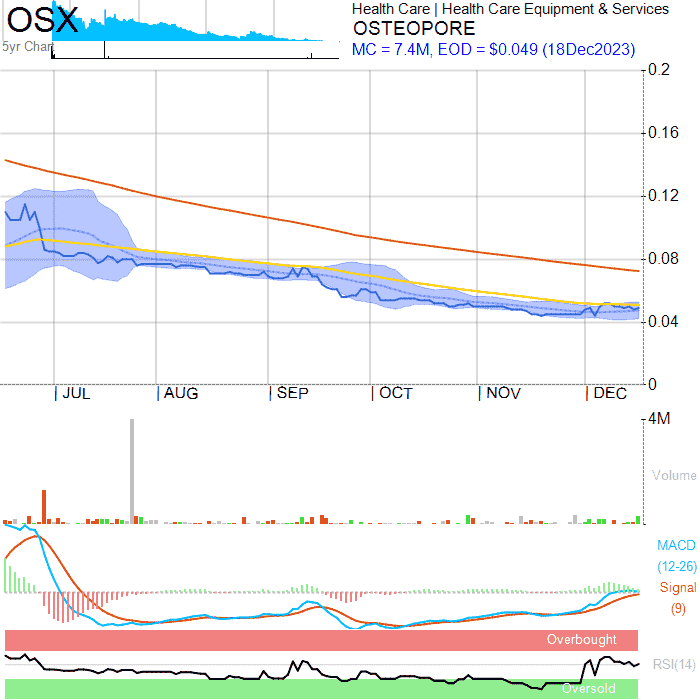 OSX
5yr Chart
Health Care | Health Care Equipment & Services
OSTEOPORE
MC = 7.4M, EOD = $0.049 (18Dec2023)
0.2
0.16
0.12
0.08
0.04
0
JUL AUG SEP OCT NOV DEC
4M
Volume
MACD
(12-26)
Signal
(9)
Overbought
RSI(14)
Oversold